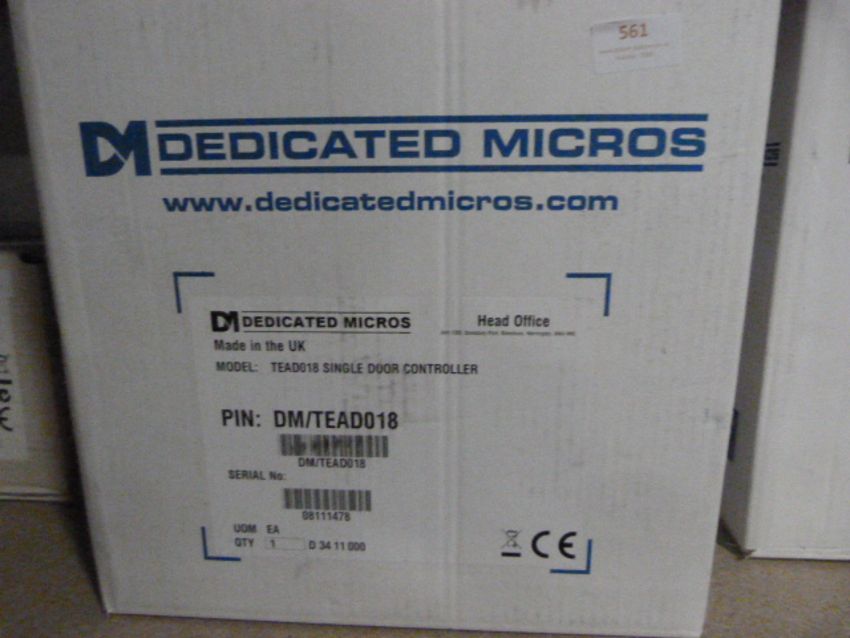 561
DM DEDICATED MICROS
www.dedicatedmicros.com
DM DEDICATED MICROS
Head Office
Made in the UK
MODEL: TEAD018 SINGLE DOOR CONTROLLER
PIN: DM/TEAD018
DM/TEAD018
SERIAL No:
88111478
UOM EA
QTY 1 D 34 11 000
CE